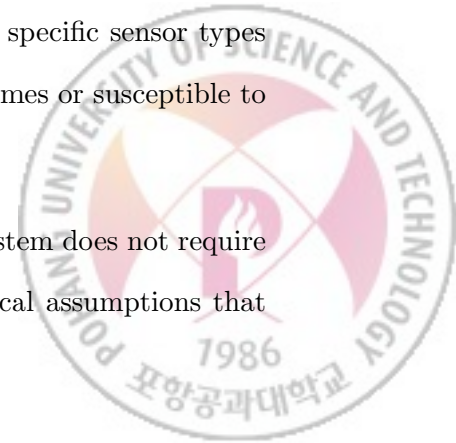 specific sensor types
mes or susceptible to
stem does not require
cal assumptions that
POHANG UNIVERSITY OF SCIENCE AND TECHNOLOGY
P
1986
포항공과대학교